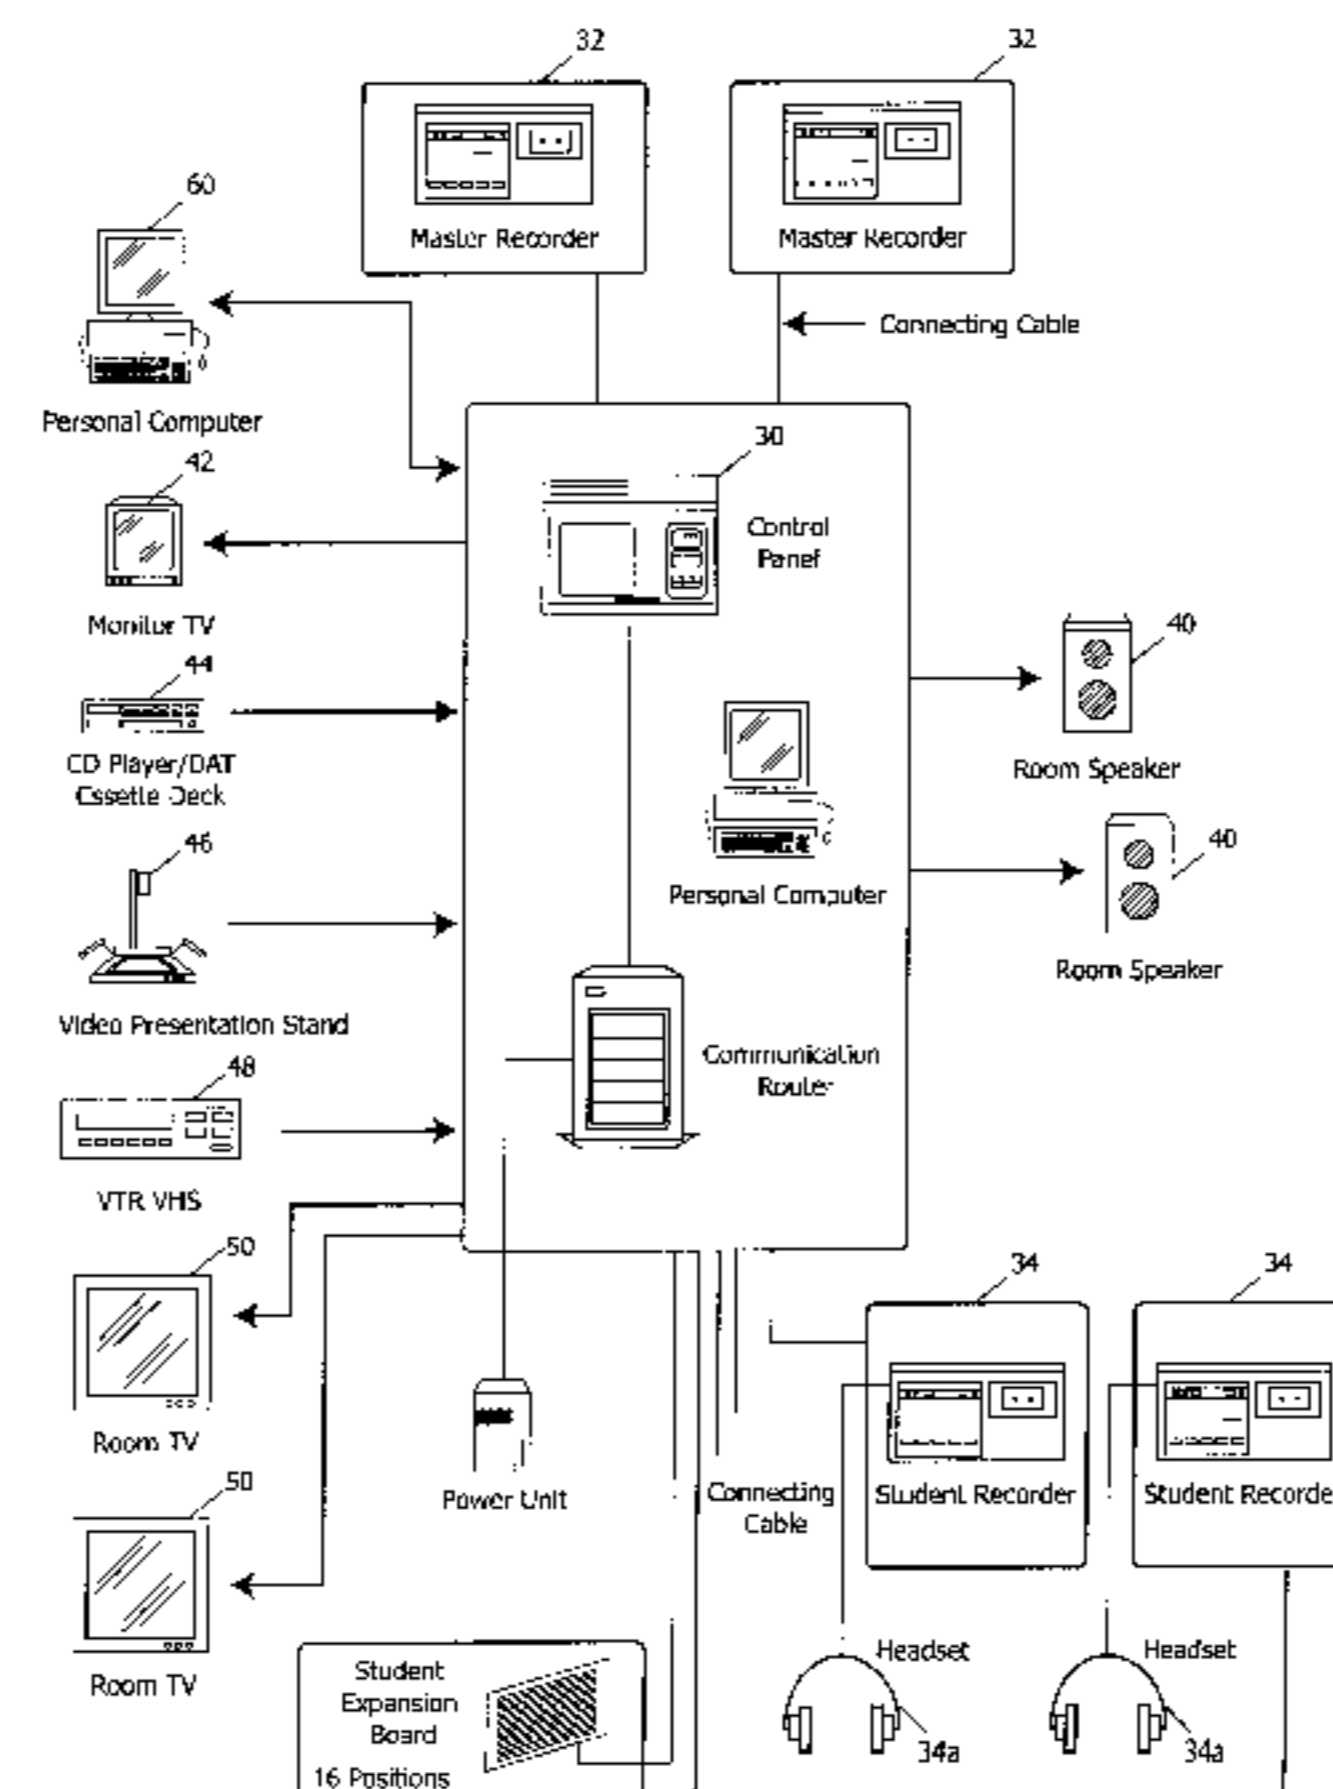 32
32
Master Recorder
Master Recorder
60
Connecting Cable
Personal Computer
30
42
Control
Panel
Monitor TV
40
44
CD Player/DAT
Cssette Deck
Room Speaker
46
40
Personal Computer
Room Speaker
Video Presentation Stand
Communication
Router
48
VTR VHS
50
34
34
Room TV
50
Power Unit
Connecting
Cable
Student Recorder
Student Recorde
Room TV
Student
Expansion
Board
16 Positions
Headset
Headset
34a
34a